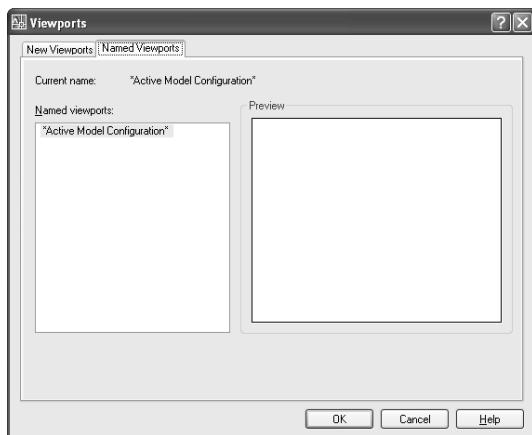 Viewports
New Viewports Named Viewports
Current name: "Active Model Configuration"
Named viewports:
"Active Model Configuration"
Preview
OK Cancel Help